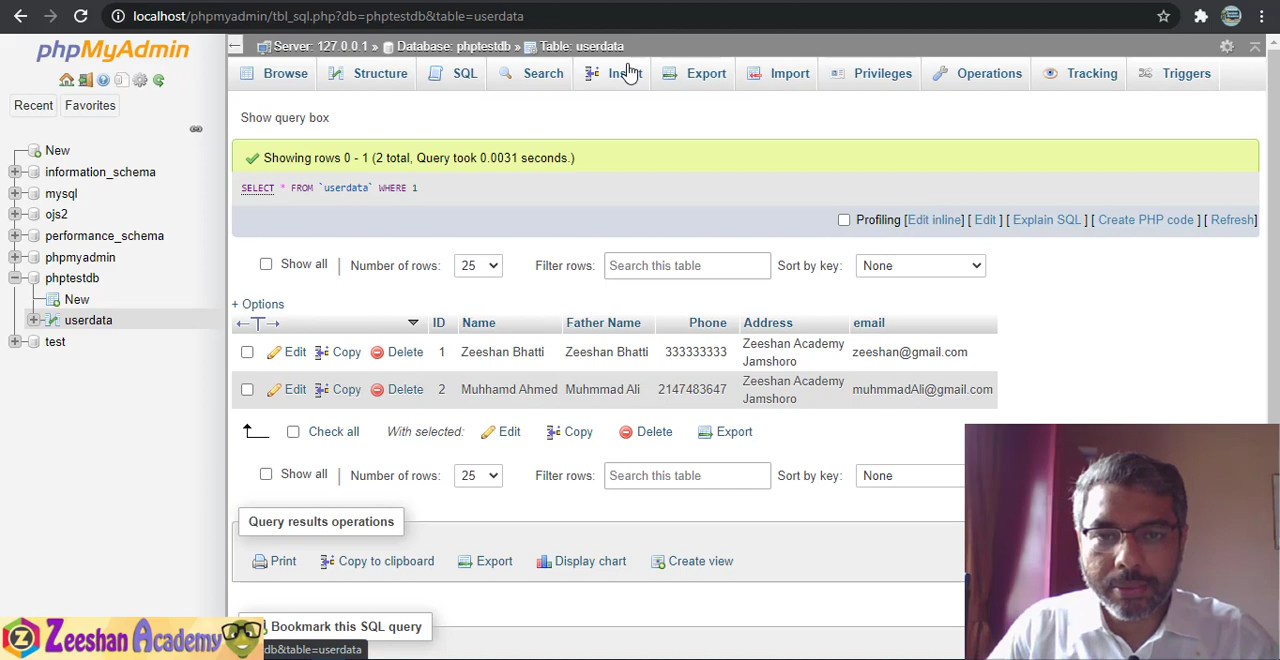 localhost/phpmyadmin/tbl_sql.php?db=phptestdb&table=userdata
phpMyAdmin
Recent Favorites
New
information_schema
mysql
ojs2
performance_schema
phpmyadmin
phptestdb
New
userdata
test
Server: 127.0.0.1 » Database: phptestdb » Table: userdata
Browse Structure SQL Search Insert Export Import Privileges Operations Tracking Triggers
Show query box
Showing rows 0 - 1 (2 total, Query took 0.0031 seconds.)
SELECT * FROM `userdata` WHERE 1
Profiling [Edit inline] [ Edit ] [ Explain SQL ] [ Create PHP code ] [ Refresh]
Show all Number of rows: 25 Filter rows: Search this table Sort by key: None
+ Options
ID Name Father Name Phone Address email
Edit Copy Delete 1 Zeeshan Bhatti Zeeshan Bhatti 333333333 Zeeshan Academy Jamshoro zeeshan@gmail.com
Edit Copy Delete 2 Muhhamd Ahmed Muhmmad Ali 2147483647 Zeeshan Academy Jamshoro muhmmadAli@gmail.com
Check all With selected: Edit Copy Delete Export
Show all Number of rows: 25 Filter rows: Search this table Sort by key: None
Query results operations
Print Copy to clipboard Export Display chart Create view
Bookmark this SQL query
db&table=userdata
Zeeshan Academy